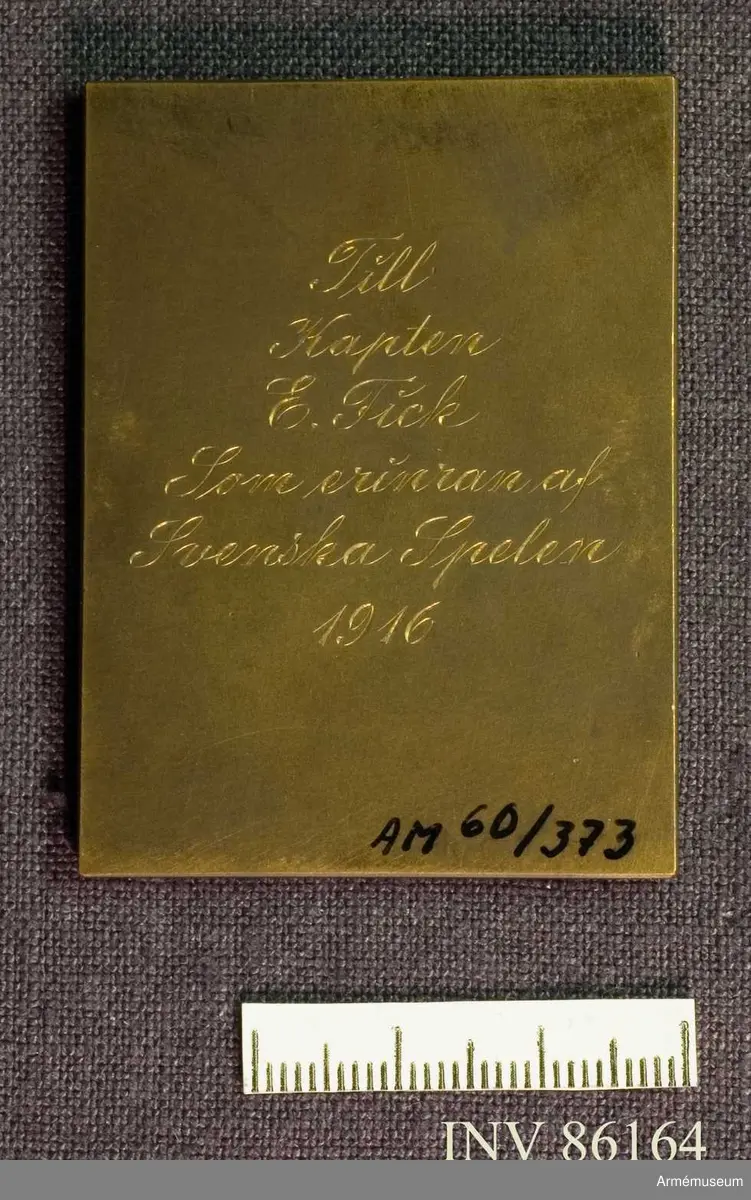 Till
Kapten
E. Fick
Som erinran af
Svenska Spelen
1916
AM 60/373
INV 86164
Armémuseum